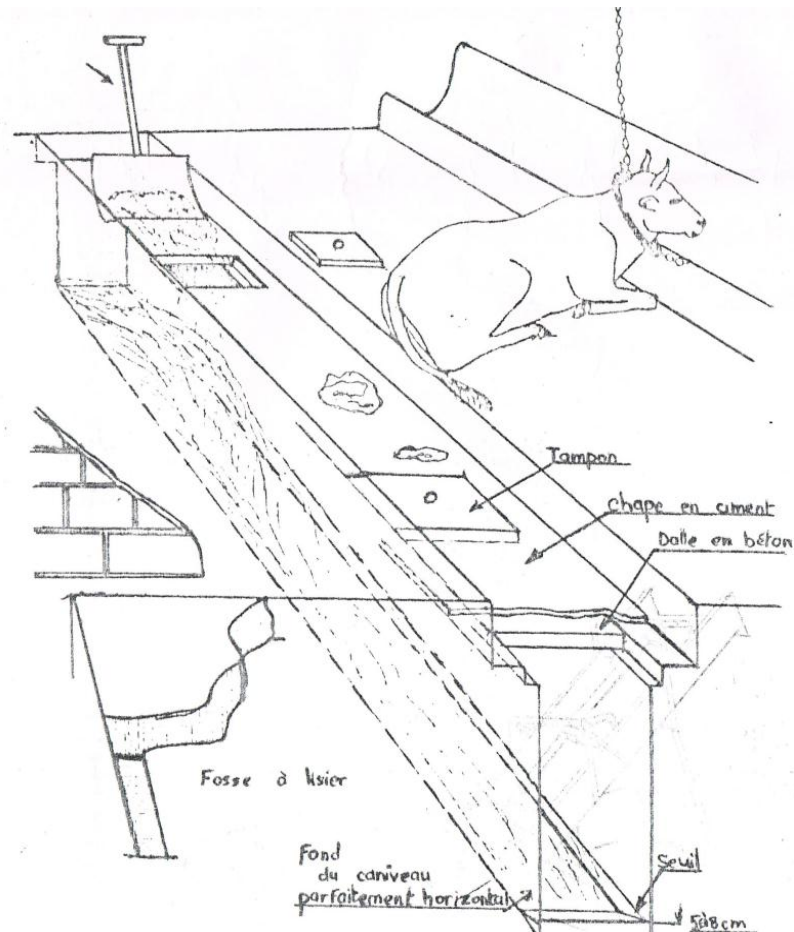 Tampon
chape en ciment
Dalle en béton
Fosse à lisier
Fond
du caniveau
parfaitement horizontal
Seuil
5à8cm